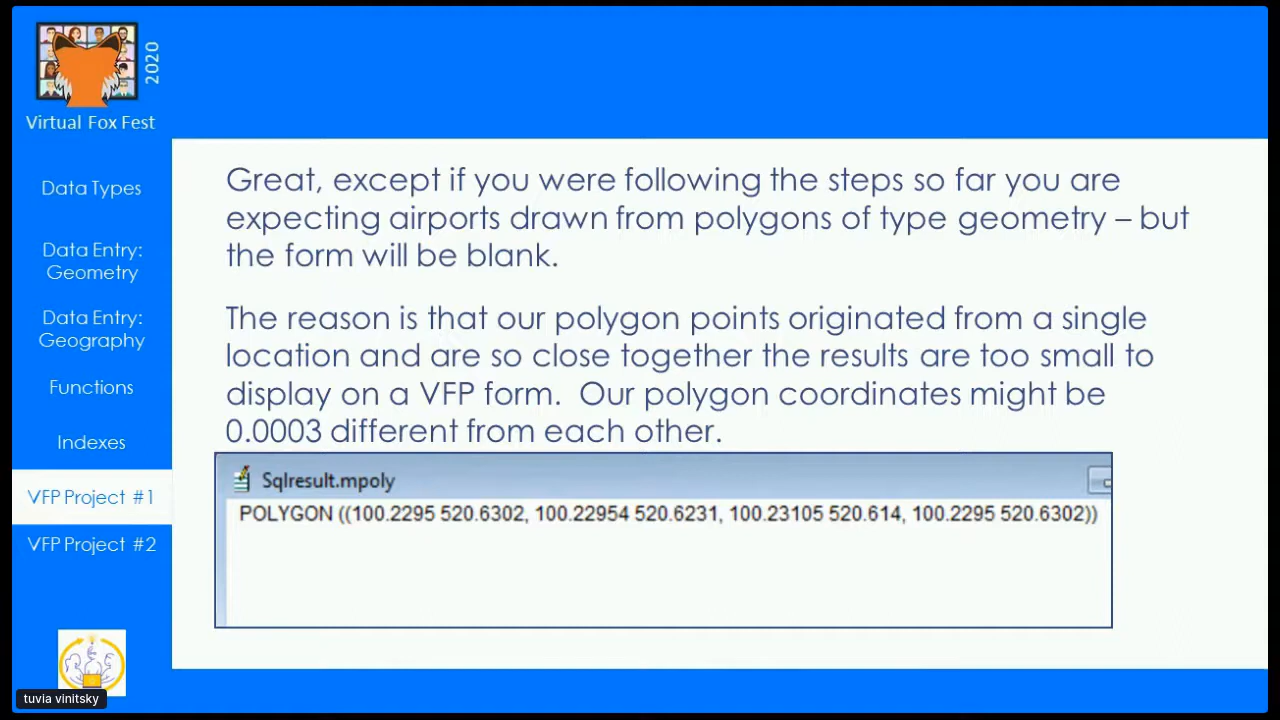 2020
Virtual Fox Fest
Data Types
Data Entry:
Geometry
Data Entry:
Geography
Functions
Indexes
VFP Project #1
VFP Project #2
tuvia vinitsky
Great, except if you were following the steps so far you are
expecting airports drawn from polygons of type geometry – but
the form will be blank.
The reason is that our polygon points originated from a single
location and are so close together the results are too small to
display on a VFP form.  Our polygon coordinates might be
0.0003 different from each other.
Sqlresult.mpoly
POLYGON ((100.2295 520.6302, 100.22954 520.6231, 100.23105 520.614, 100.2295 520.6302))